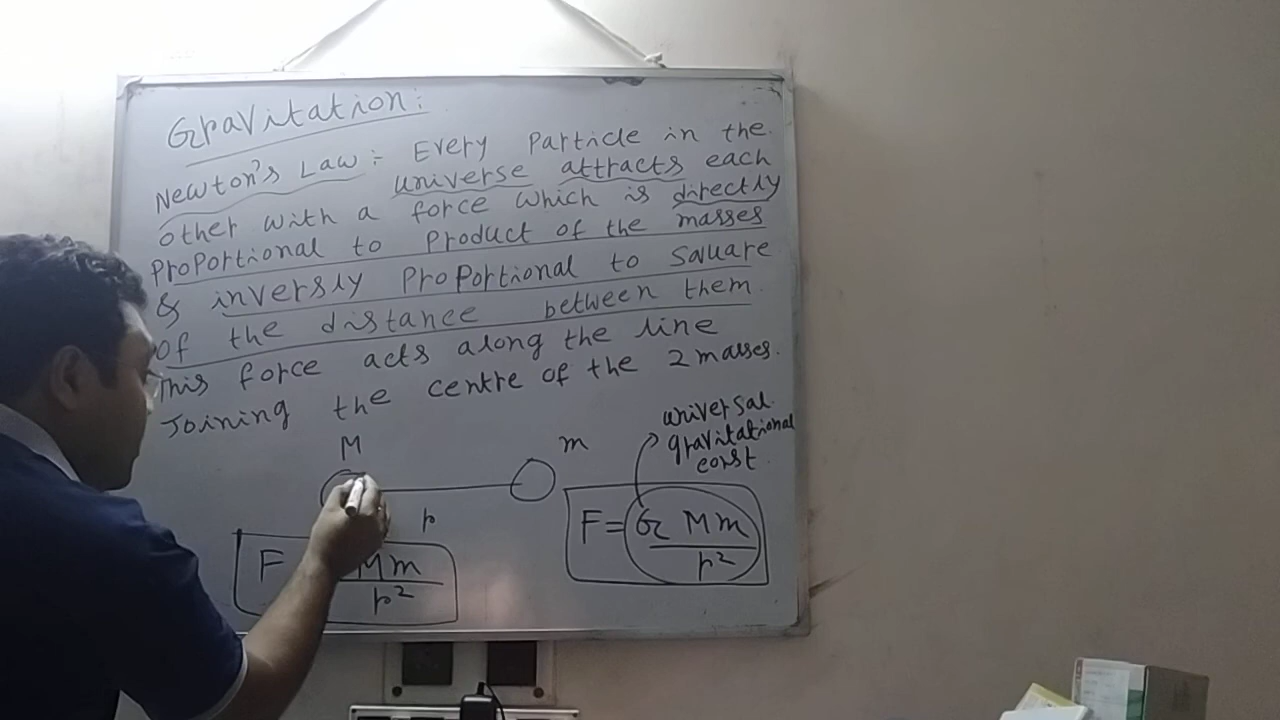 Gravitation:
Newton's Law: Every Particle in the
universe attracts each
other with a force which is directly
Proportional to Product of the masses
& inversly Proportional to square
of the distance between them
This force acts along the line
Joining the centre of the 2 masses.
M m
r
universal
gravitational
const.
F = G Mm / r²
F Mm / r²